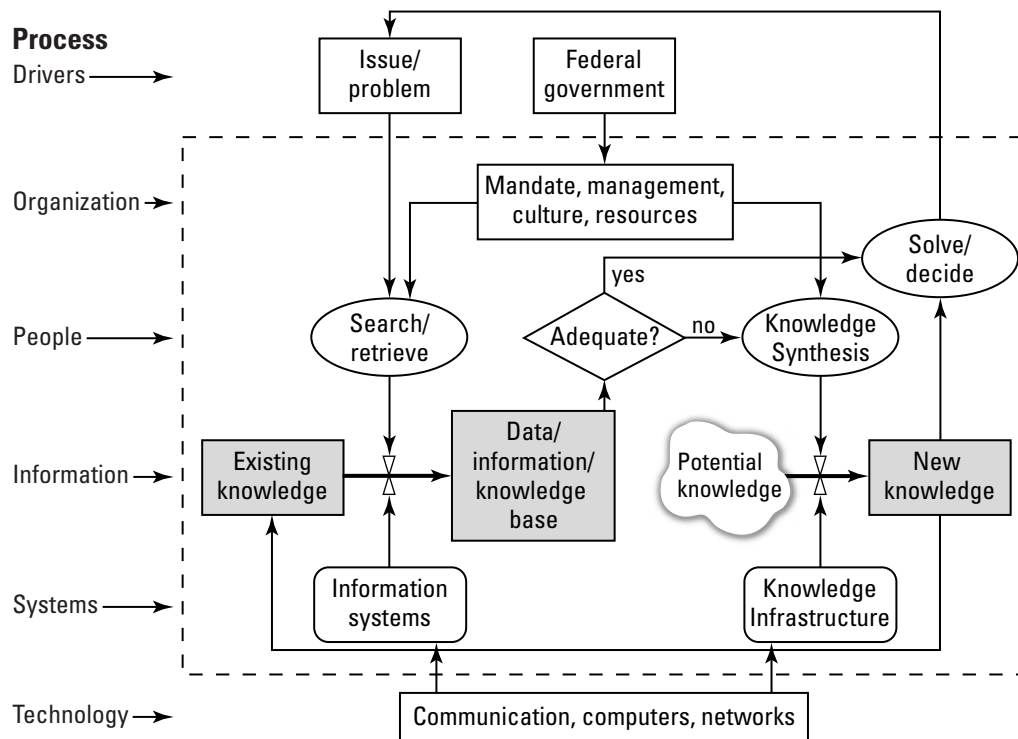 Process
Drivers
Issue/
problem
Federal
government
Organization
Mandate, management,
culture, resources
Solve/
decide
yes
People
Search/
retrieve
Adequate?
no
Knowledge
Synthesis
Information
Existing
knowledge
Data/
information/
knowledge
base
Potential
knowledge
New
knowledge
Systems
Information
systems
Knowledge
Infrastructure
Technology
Communication, computers, networks